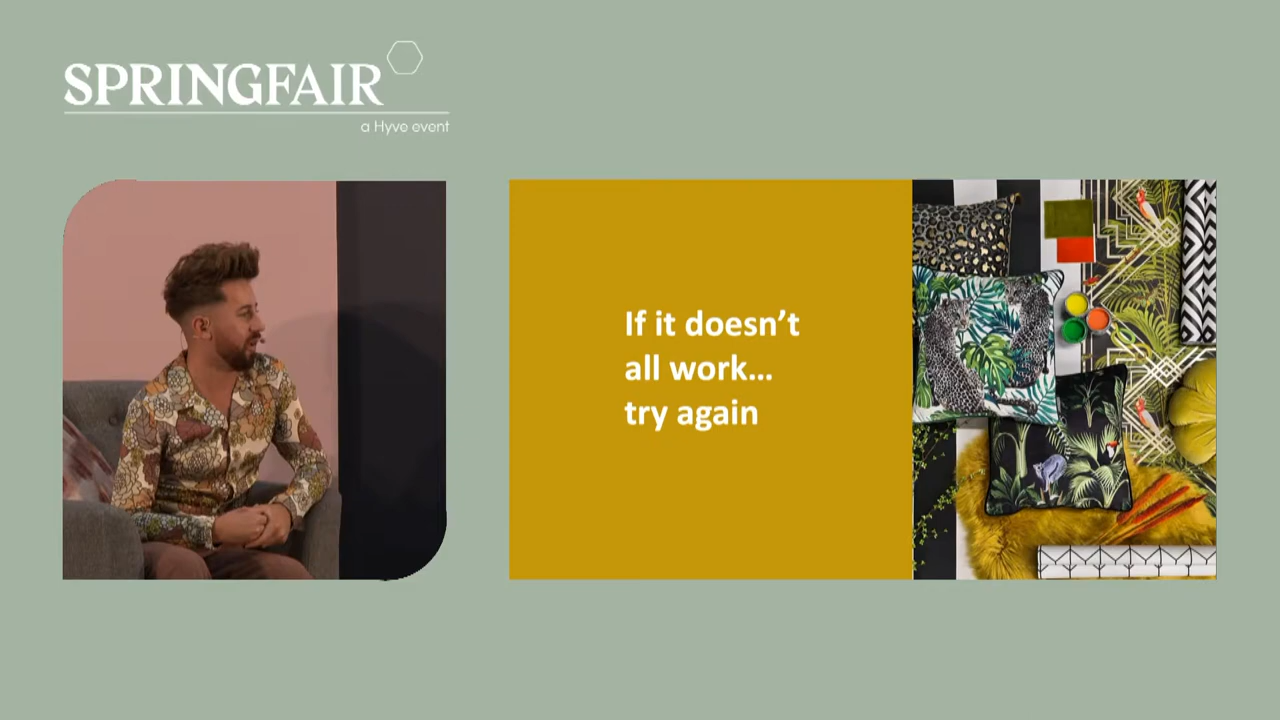 SPRINGFAIR
a Hyve event
If it doesn’t
all work...
try again